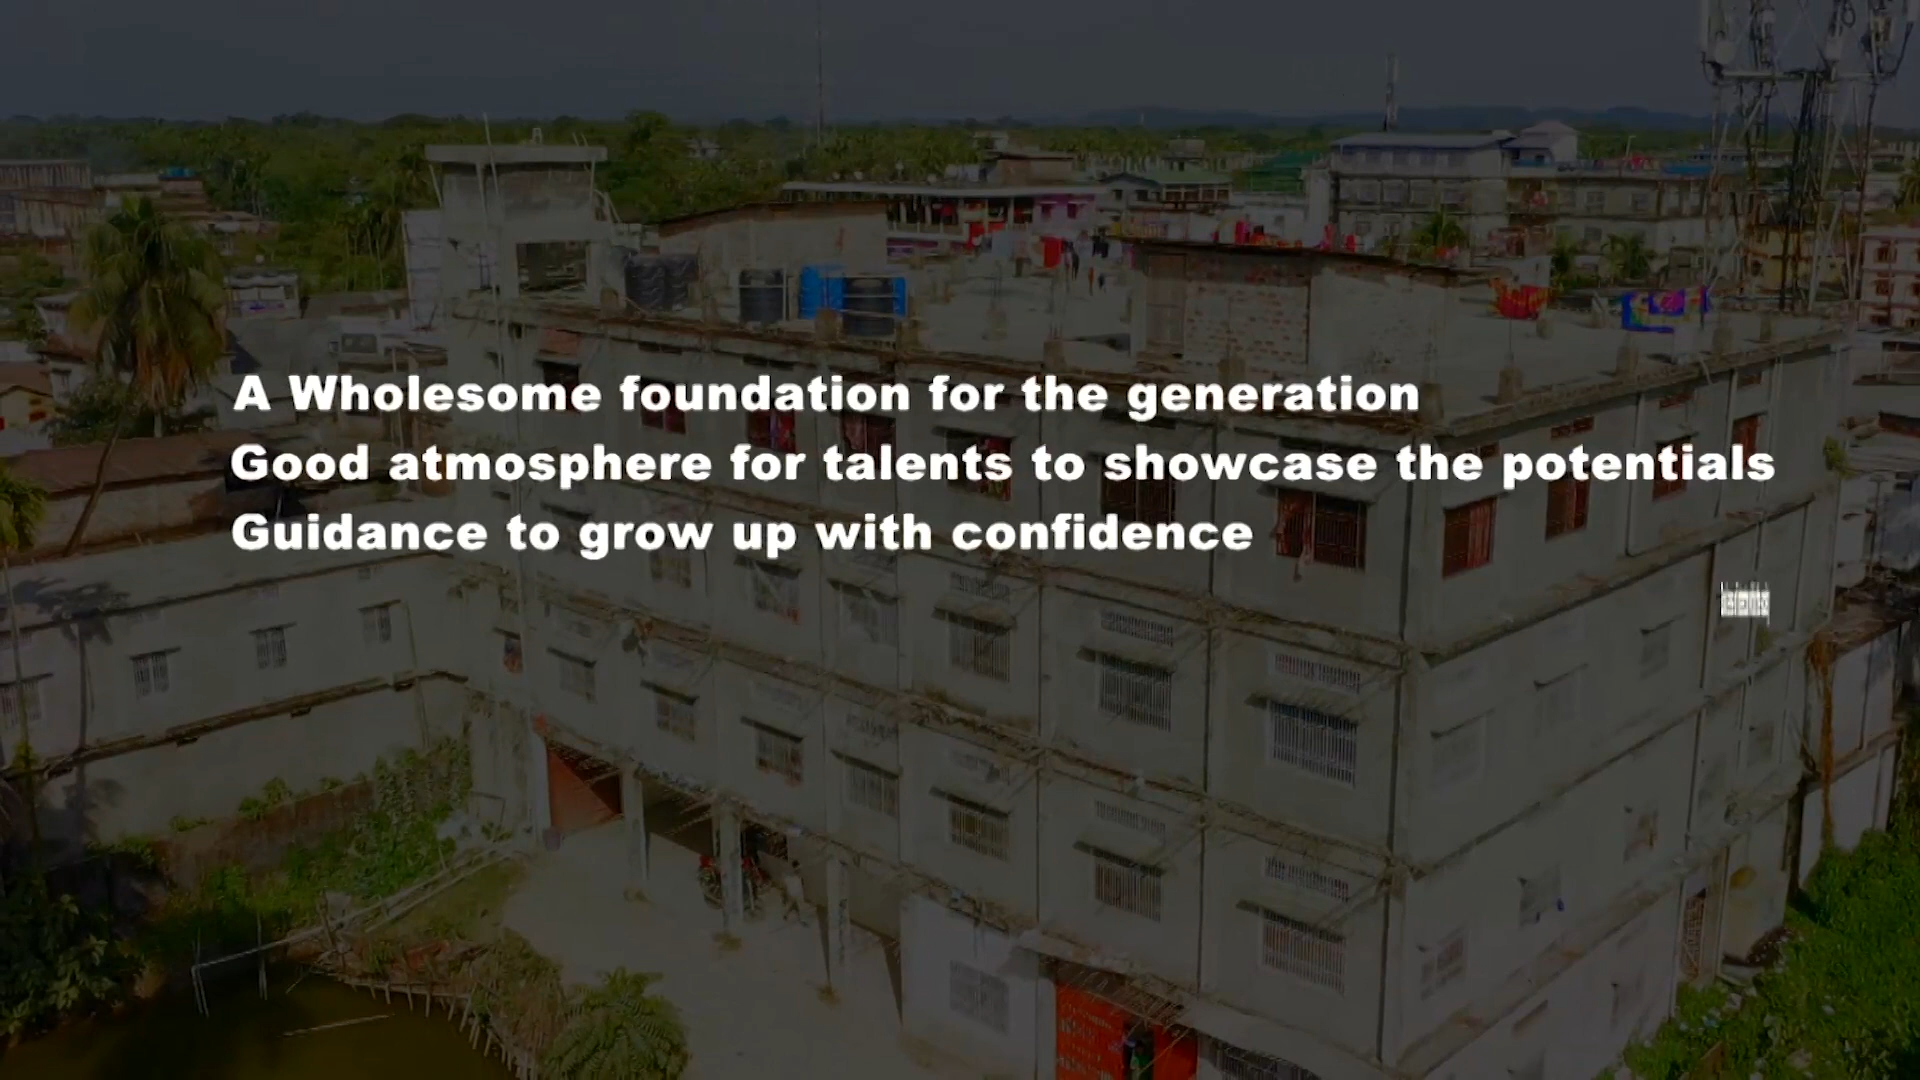 A Wholesome foundation for the generation
Good atmosphere for talents to showcase the potentials
Guidance to grow up with confidence